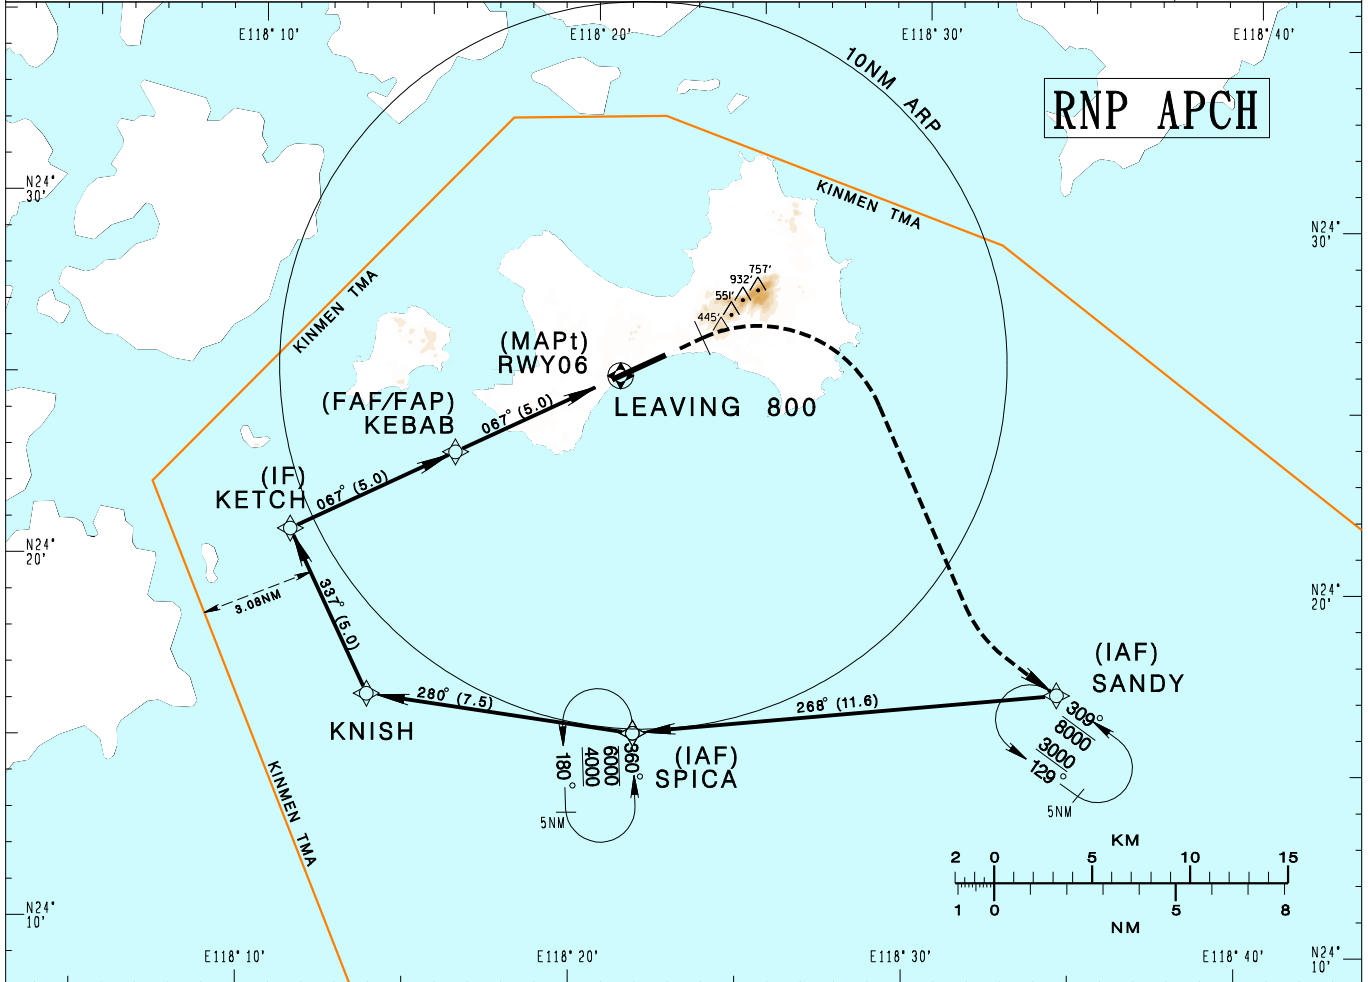 E118° 10'
E118° 20'
E118° 30'
E118° 40'
10NM ARP
RNP APCH
N24°
30'
KINMEN TMA
N24°
30'
KINMEN TMA
757'
932'
551'
445'
(MAPt)
RWY06
LEAVING 800
(FAF/FAP)
KEBAB
067° (5.0)
(IF)
KETCH
067° (5.0)
N24°
20'
3.08NM
337° (5.0)
N24°
20'
(IAF)
SANDY
280° (7.5)
268° (11.6)
KNISH
309°
8000
3000
129°
5NM
(IAF)
SPICA
360°
6000
4000
180°
5NM
KINMEN TMA
KM
2 0 5 10 15
1 0 5 8
NM
N24°
10'
E118° 10'
E118° 20'
E118° 30'
E118° 40'
N24°
10'